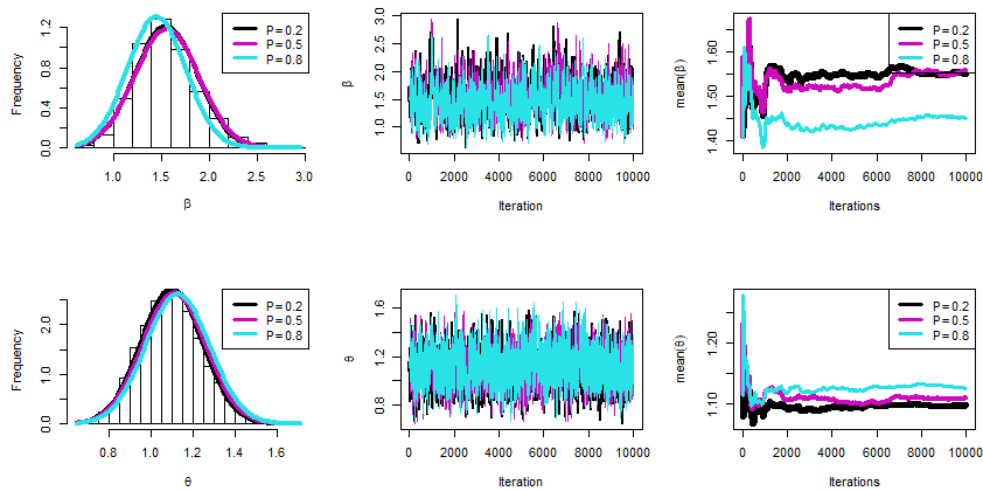 Frequency
0.0 0.4 0.8 1.2
1.0 1.5 2.0 2.5 3.0
β
P = 0.2
P = 0.5
P = 0.8
β
1.0 1.5 2.0 2.5 3.0
0 2000 4000 6000 8000 10000
Iteration
mean(β)
1.40 1.50 1.60
0 2000 4000 6000 8000 10000
Iterations
P = 0.2
P = 0.5
P = 0.8
Frequency
0.0 1.0 2.0
0.8 1.0 1.2 1.4 1.6
θ
P = 0.2
P = 0.5
P = 0.8
θ
0.8 1.0 1.2 1.4 1.6
0 2000 4000 6000 8000 10000
Iteration
mean(θ)
1.10 1.20
0 2000 4000 6000 8000 10000
Iterations
P = 0.2
P = 0.5
P = 0.8